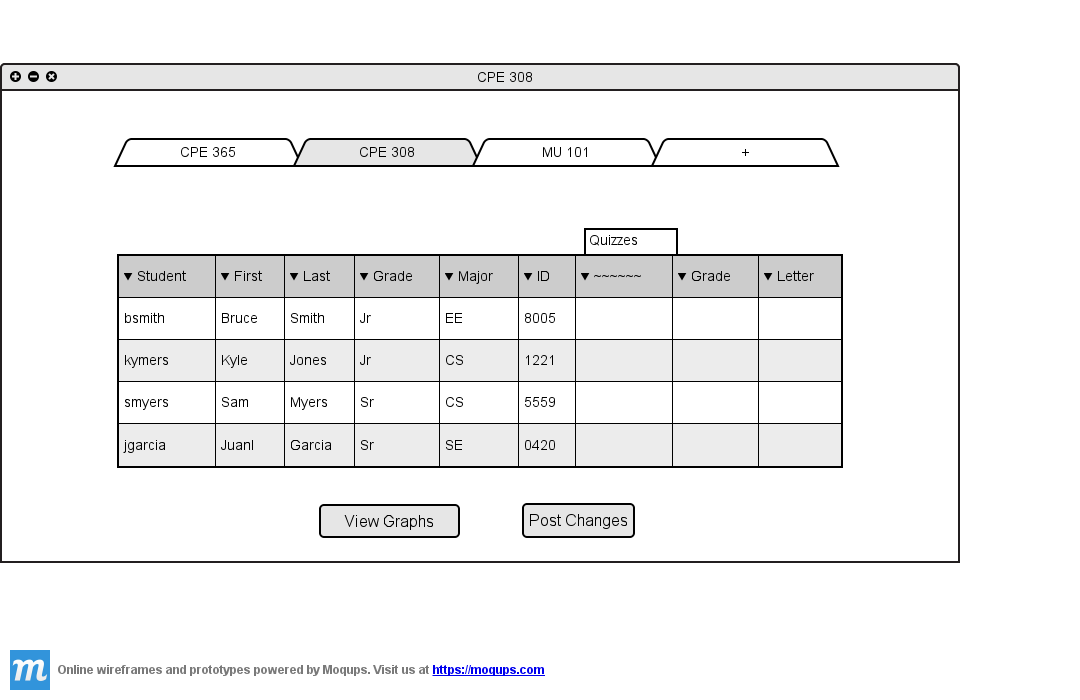 CPE 308
CPE 365 CPE 308 MU 101 +
Quizzes
Student First Last Grade Major ID ~~~~~~ Grade Letter
bsmith Bruce Smith Jr EE 8005
kymers Kyle Jones Jr CS 1221
smyers Sam Myers Sr CS 5559
jgarcia Juanl Garcia Sr SE 0420
View Graphs Post Changes
m Online wireframes and prototypes powered by Moqups. Visit us at https://moqups.com